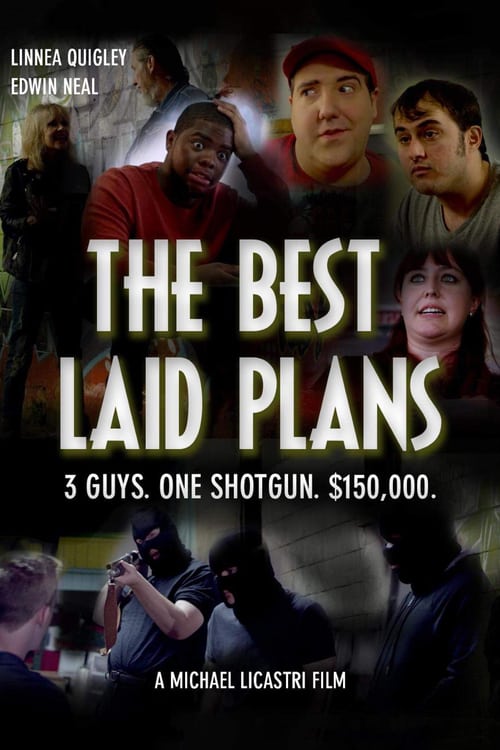 LINNEA QUIGLEY
EDWIN NEAL
THE BEST
LAID PLANS
3 GUYS. ONE SHOTGUN. $150,000.
A MICHAEL LICASTRI FILM